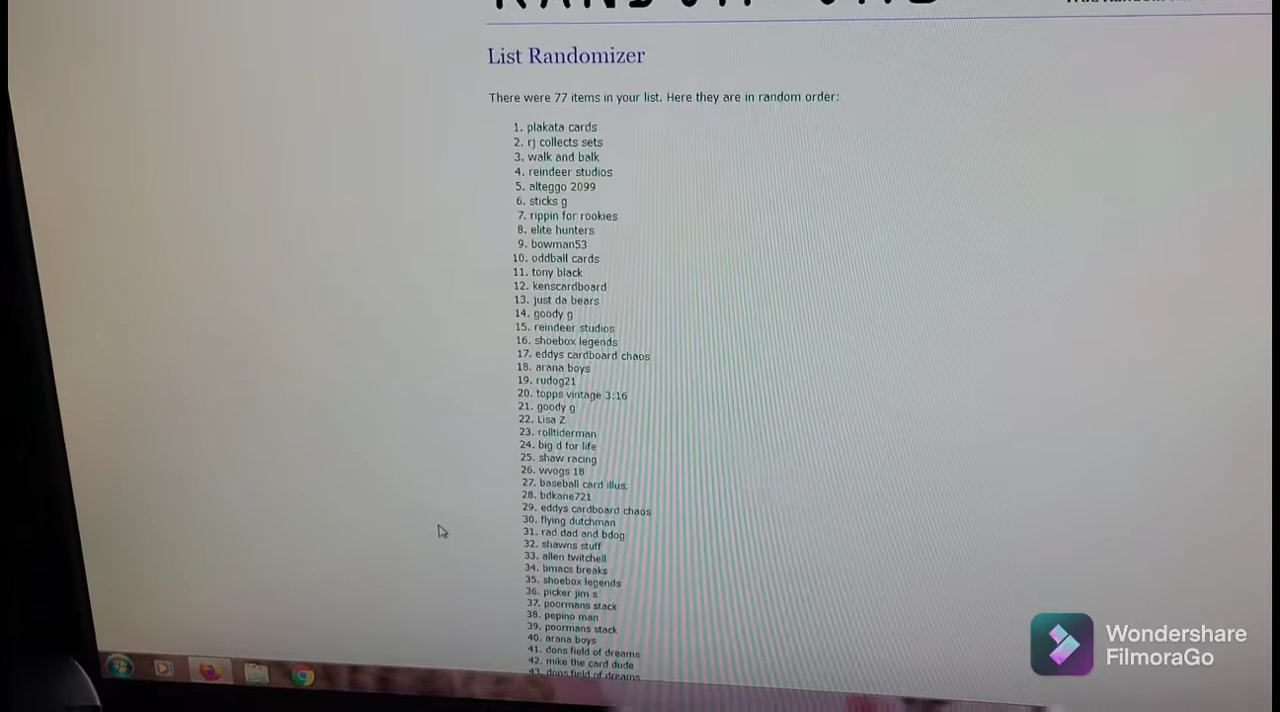 RANDOM.ORG
List Randomizer
There were 77 items in your list. Here they are in random order:
1. plakata cards
2. rj collects sets
3. walk and balk
4. reindeer studios
5. alteggo 2099
6. sticks g
7. rippin for rookies
8. elite hunters
9. bowman53
10. oddball cards
11. tony black
12. kenscardboard
13. just da bears
14. goody g
15. reindeer studios
16. shoebox legends
17. eddys cardboard chaos
18. arana boys
19. rudog21
20. topps vintage 3:16
21. goody g
22. Lisa Z
23. rolltiderman
24. big d for life
25. shaw racing
26. wvogs 18
27. baseball card illus.
28. bdkane721
29. eddys cardboard chaos
30. flying dutchman
31. rad dad and bdog
32. shawns stuff
33. allen twitchell
34. bmacs breaks
35. shoebox legends
36. picker jim s
37. poormans stack
38. pepino man
39. poormans stack
40. arana boys
41. dons field of dreams
42. mike the card dude
43. dons field of dreams
Wondershare
FilmoraGo